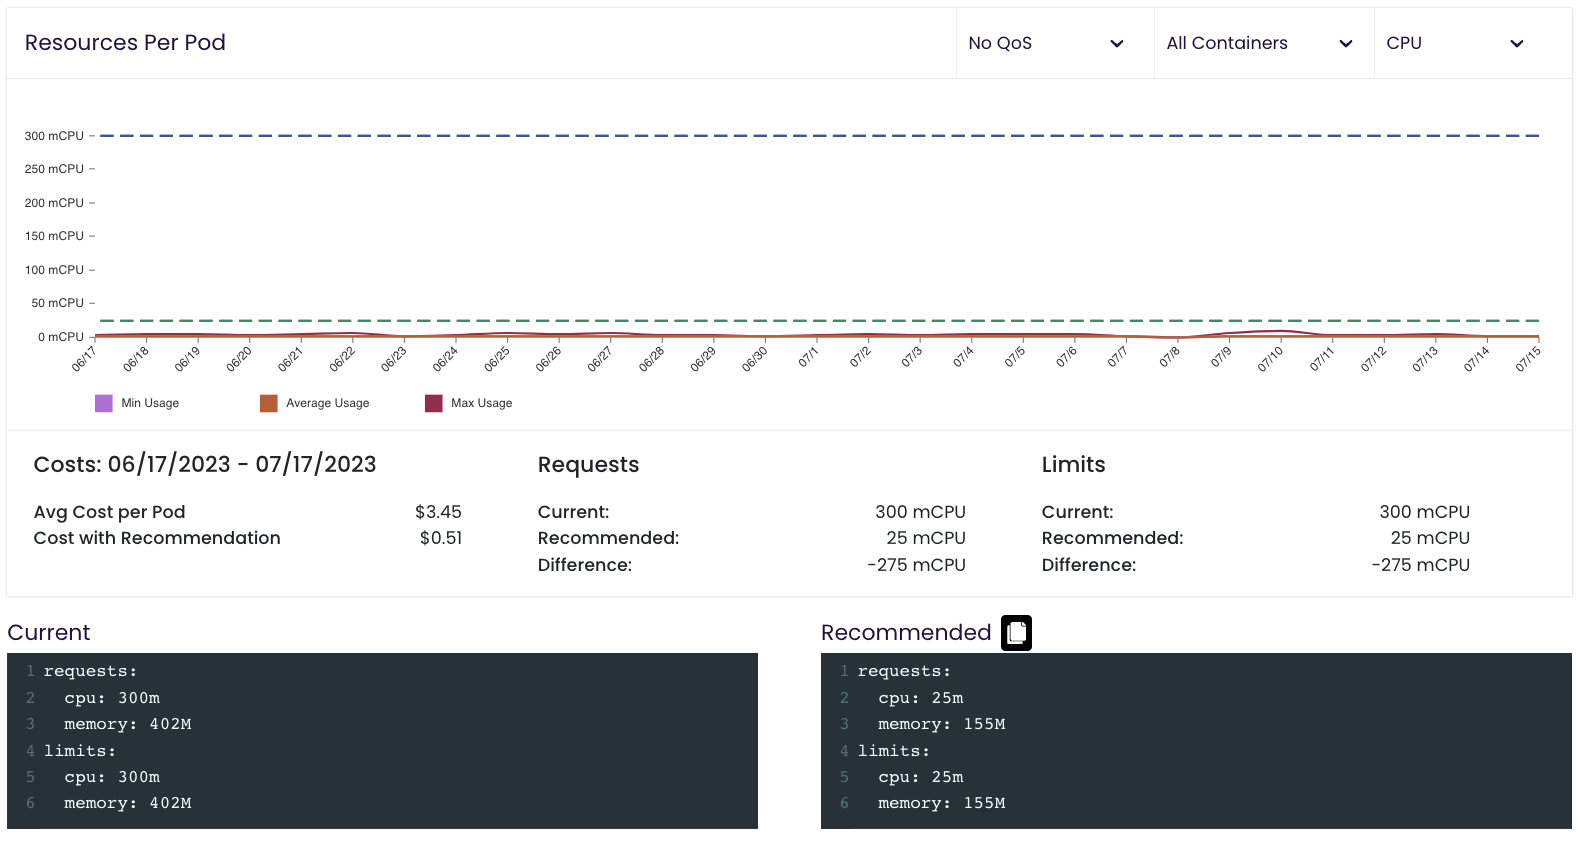 Resources Per Pod
No QoS
All Containers
CPU
300 mCPU
250 mCPU
200 mCPU
150 mCPU
100 mCPU
50 mCPU
0 mCPU
06/17 06/18 06/19 06/20 06/21 06/22 06/23 06/24 06/25 06/26 06/27 06/28 06/29 06/30 07/1 07/2 07/3 07/4 07/5 07/6 07/7 07/8 07/9 07/10 07/11 07/12 07/13 07/14 07/15
Min Usage Average Usage Max Usage
Costs: 06/17/2023 - 07/17/2023
Avg Cost per Pod $3.45
Cost with Recommendation $0.51
Requests
Current: 300 mCPU
Recommended: 25 mCPU
Difference: -275 mCPU
Limits
Current: 300 mCPU
Recommended: 25 mCPU
Difference: -275 mCPU
Current
1 requests:
2 cpu: 300m
3 memory: 402M
4 limits:
5 cpu: 300m
6 memory: 402M
Recommended
1 requests:
2 cpu: 25m
3 memory: 155M
4 limits:
5 cpu: 25m
6 memory: 155M